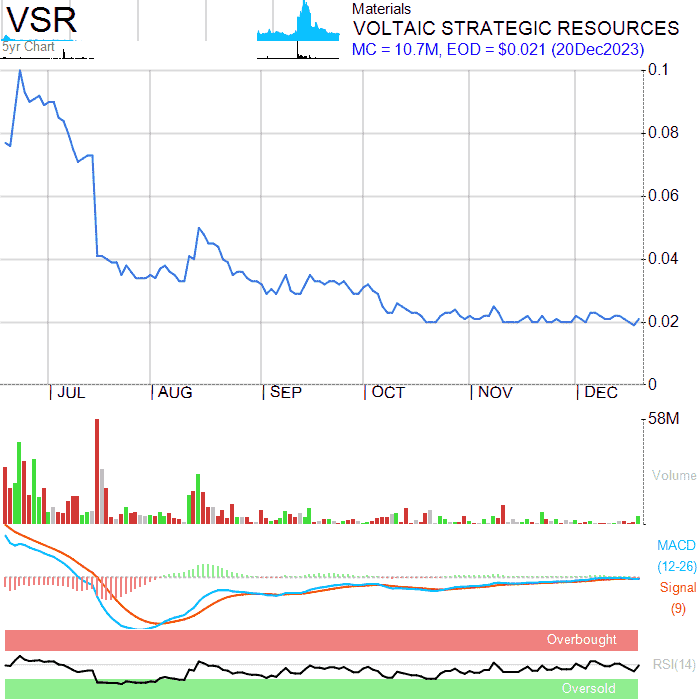 VSR
5yr Chart
Materials
VOLTAIC STRATEGIC RESOURCES
MC = 10.7M, EOD = $0.021 (20Dec2023)
0.1
0.08
0.06
0.04
0.02
0
JUL AUG SEP OCT NOV DEC
58M
Volume
MACD
(12-26)
Signal
(9)
Overbought
RSI(14)
Oversold